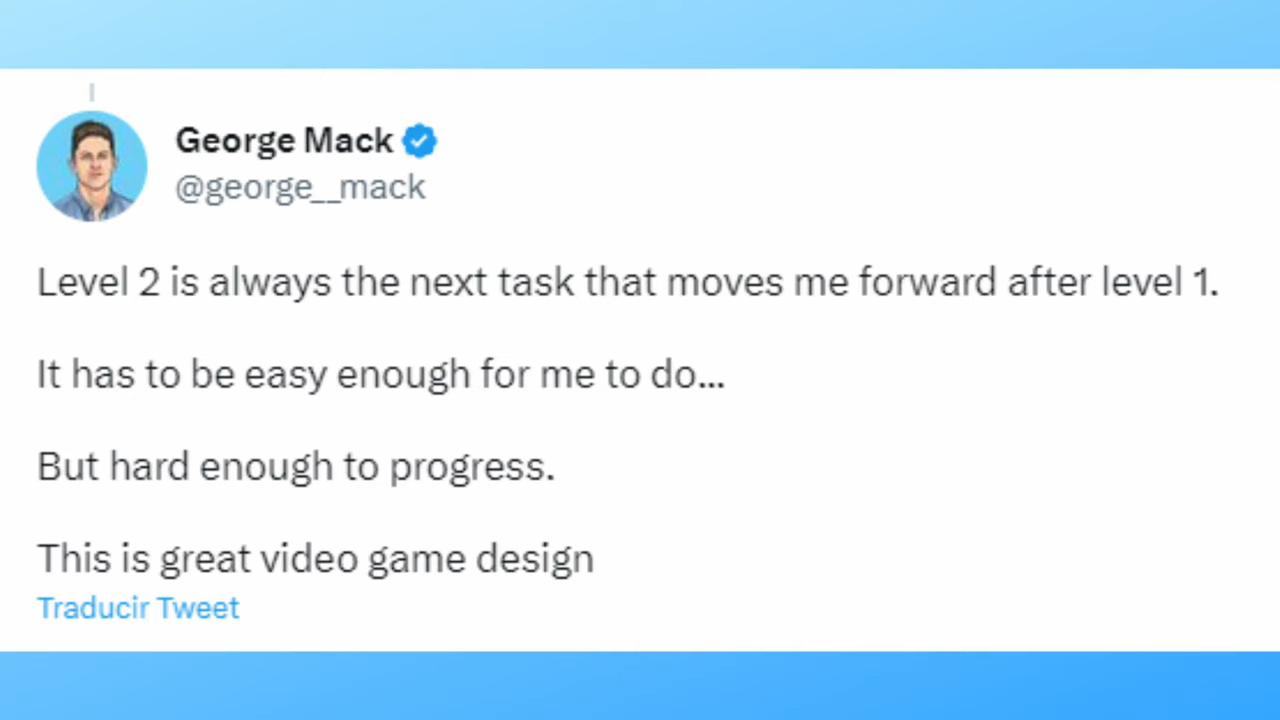 George Mack
@george__mack
Level 2 is always the next task that moves me forward after level 1.
It has to be easy enough for me to do...
But hard enough to progress.
This is great video game design
Traducir Tweet